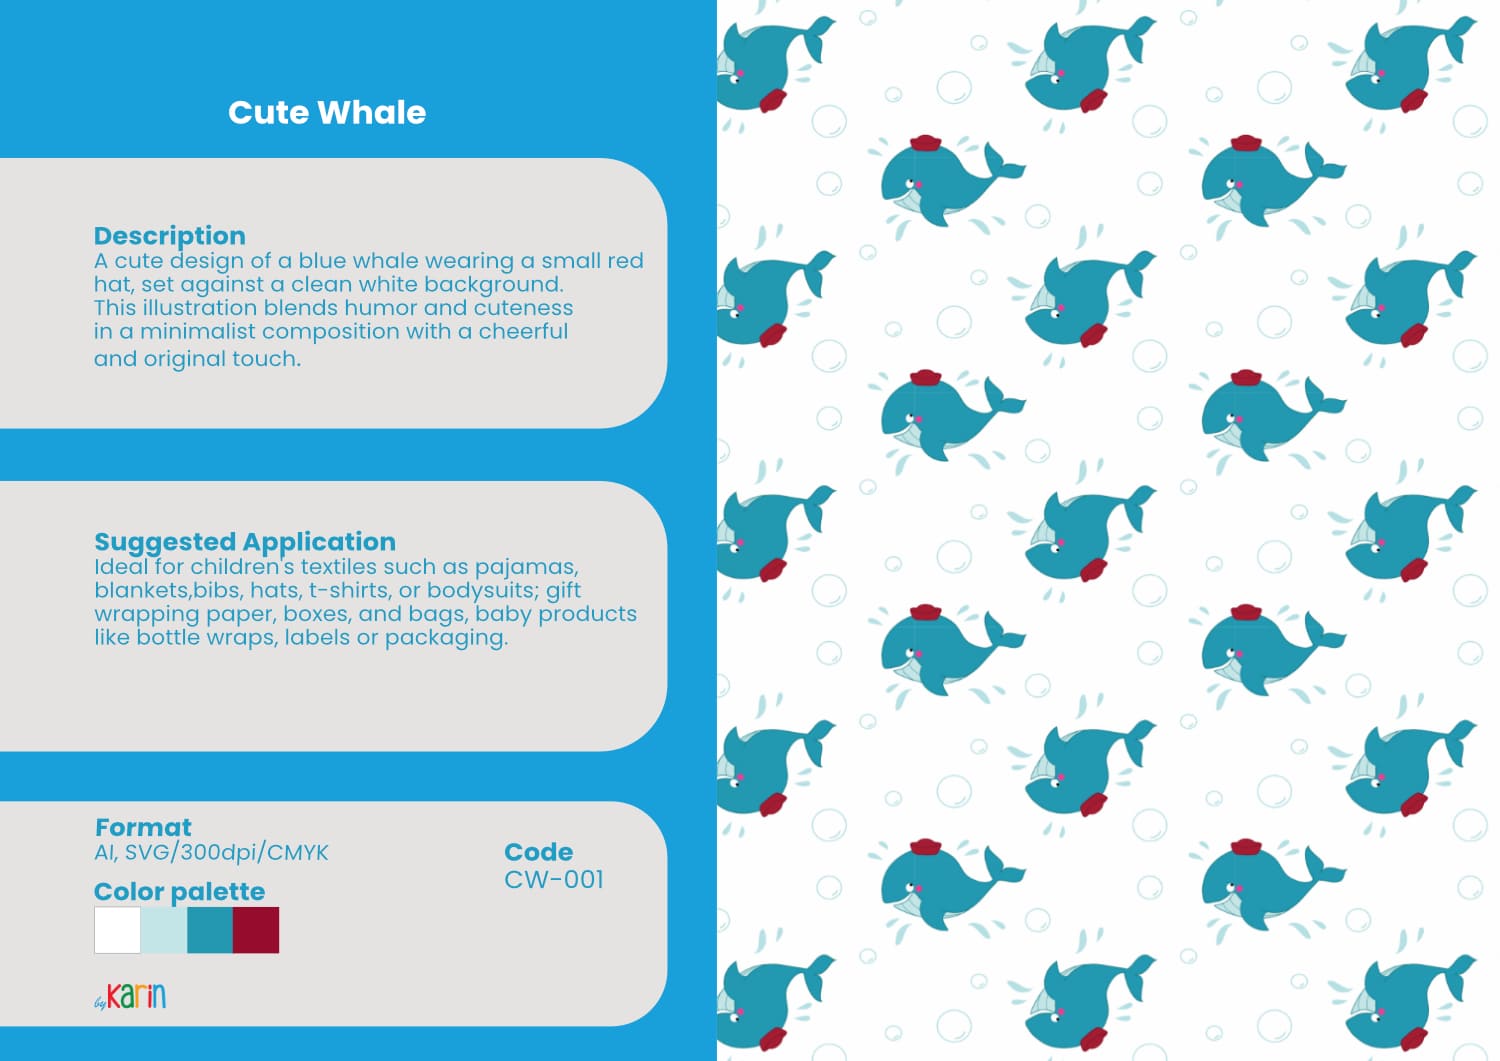 Cute Whale
Description
A cute design of a blue whale wearing a small red
hat, set against a clean white background.
This illustration blends humor and cuteness
in a minimalist composition with a cheerful
and original touch.
Suggested Application
Ideal for children's textiles such as pajamas,
blankets,bibs, hats, t-shirts, or bodysuits; gift
wrapping paper, boxes, and bags, baby products
like bottle wraps, labels or packaging.
Format
AI, SVG/300dpi/CMYK
Code
CW-001
Color palette
by Karin